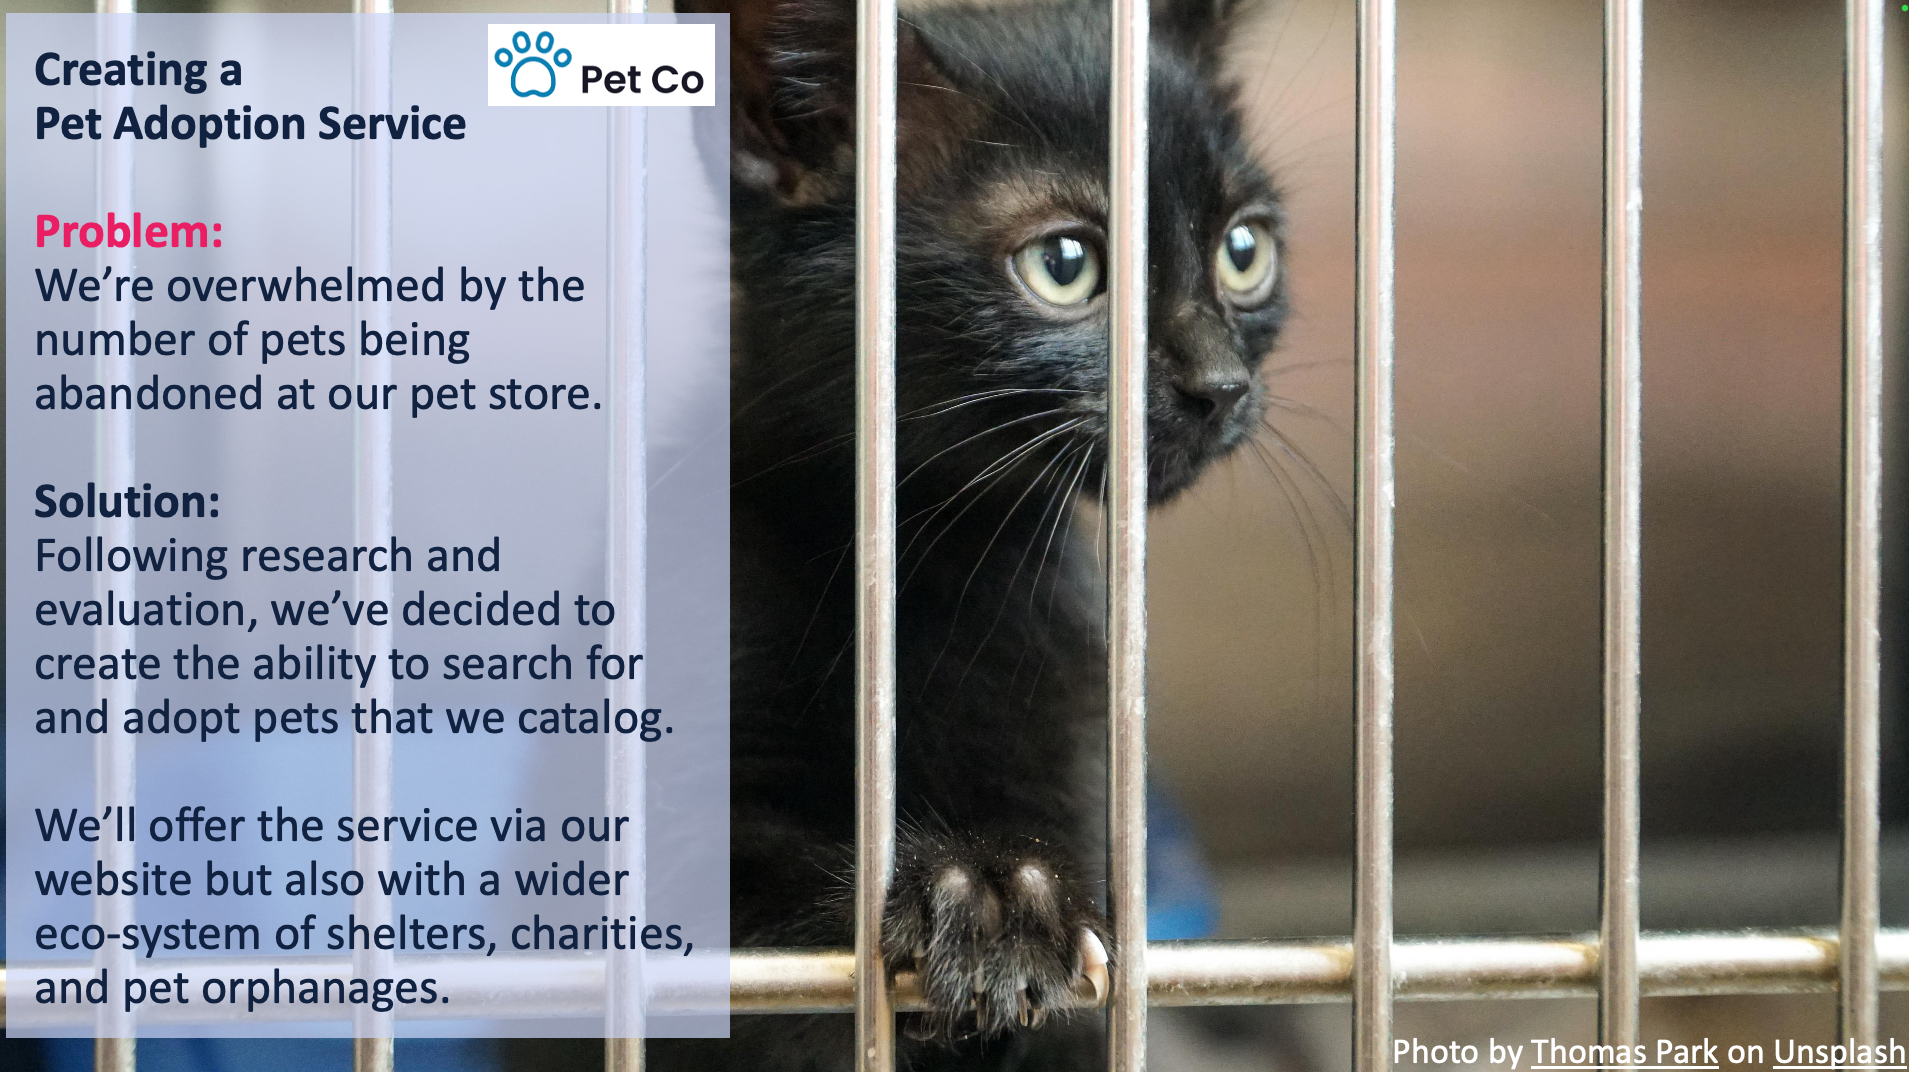 Creating a
Pet Adoption Service
Pet Co
Problem:
We’re overwhelmed by the
number of pets being
abandoned at our pet store.
Solution:
Following research and
evaluation, we’ve decided to
create the ability to search for
and adopt pets that we catalog.
We’ll offer the service via our
website but also with a wider
eco-system of shelters, charities,
and pet orphanages.
Photo by Thomas Park on Unsplash